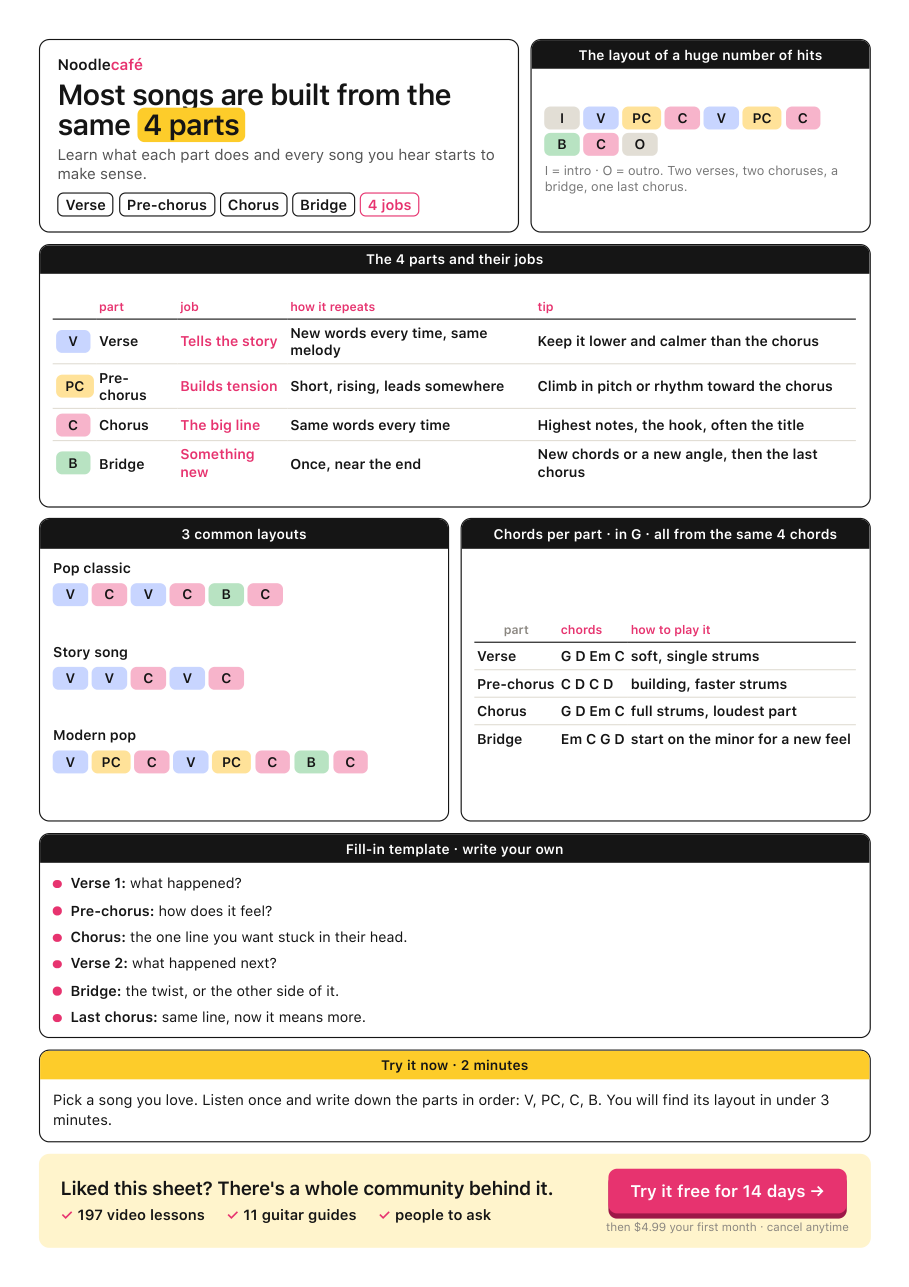 Noodlecafé
Most songs are built from the
same 4 parts
Learn what each part does and every song you hear starts to
make sense.
Verse Pre-chorus Chorus Bridge 4 jobs
The layout of a huge number of hits
I V PC C V PC C
B C O
I = intro · O = outro. Two verses, two choruses, a
bridge, one last chorus.
The 4 parts and their jobs
part job how it repeats tip
V Verse Tells the story New words every time, same
melody Keep it lower and calmer than the chorus
PC Pre-
chorus Builds tension Short, rising, leads somewhere Climb in pitch or rhythm toward the chorus
C Chorus The big line Same words every time Highest notes, the hook, often the title
B Bridge Something
new Once, near the end New chords or a new angle, then the last
chorus
3 common layouts
Pop classic
V C V C B C
Story song
V V C V C
Modern pop
V PC C V PC C B C
Chords per part · in G · all from the same 4 chords
part chords how to play it
Verse G D Em C soft, single strums
Pre-chorus C D C D building, faster strums
Chorus G D Em C full strums, loudest part
Bridge Em C G D start on the minor for a new feel
Fill-in template · write your own
Verse 1: what happened?
Pre-chorus: how does it feel?
Chorus: the one line you want stuck in their head.
Verse 2: what happened next?
Bridge: the twist, or the other side of it.
Last chorus: same line, now it means more.
Try it now · 2 minutes
Pick a song you love. Listen once and write down the parts in order: V, PC, C, B. You will find its layout in under 3
minutes.
Liked this sheet? There's a whole community behind it.
✓ 197 video lessons ✓ 11 guitar guides ✓ people to ask
Try it free for 14 days →
then $4.99 your first month · cancel anytime